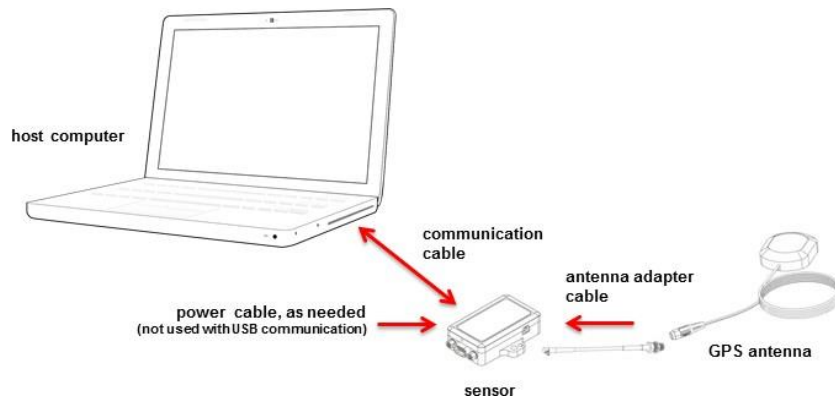 host computer
communication
cable
antenna adapter
cable
power cable, as needed
(not used with USB communication)
GPS antenna
sensor